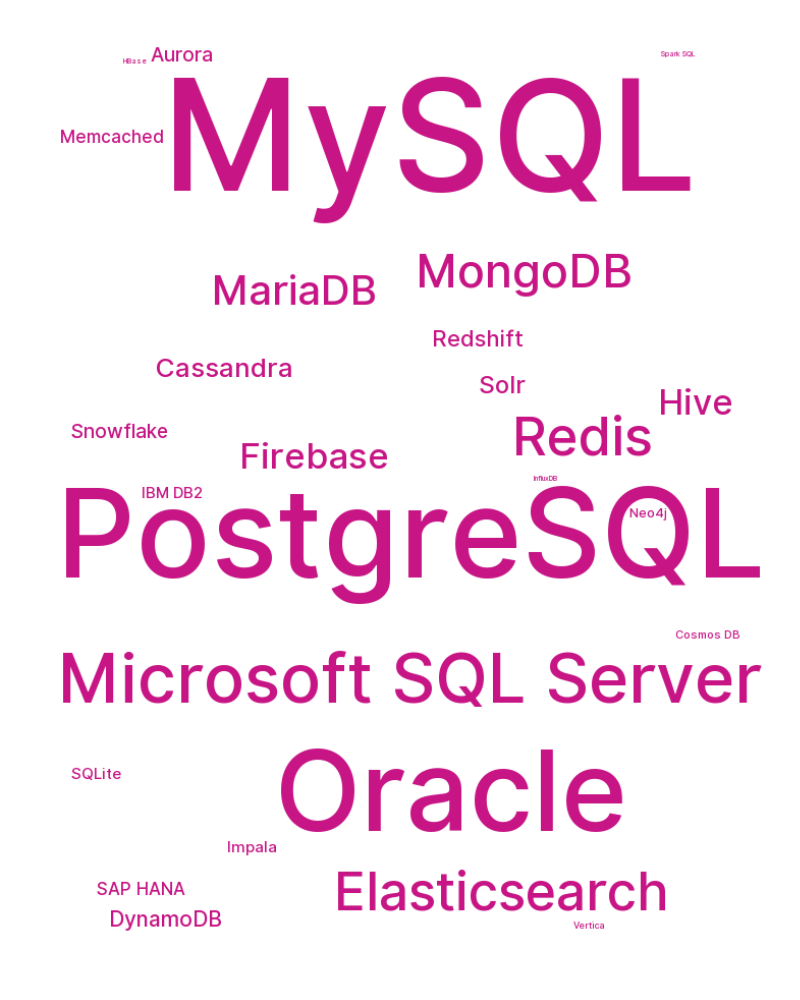 Aurora
HBase
Spark SQL
MySQL
Memcached
MongoDB
MariaDB
Redshift
Cassandra
Solr
Hive
Snowflake
Redis
Firebase
InfluxDB
IBM DB2
Neo4j
PostgreSQL
Cosmos DB
Microsoft SQL Server
SQLite
Oracle
Impala
SAP HANA
Elasticsearch
DynamoDB
Vertica